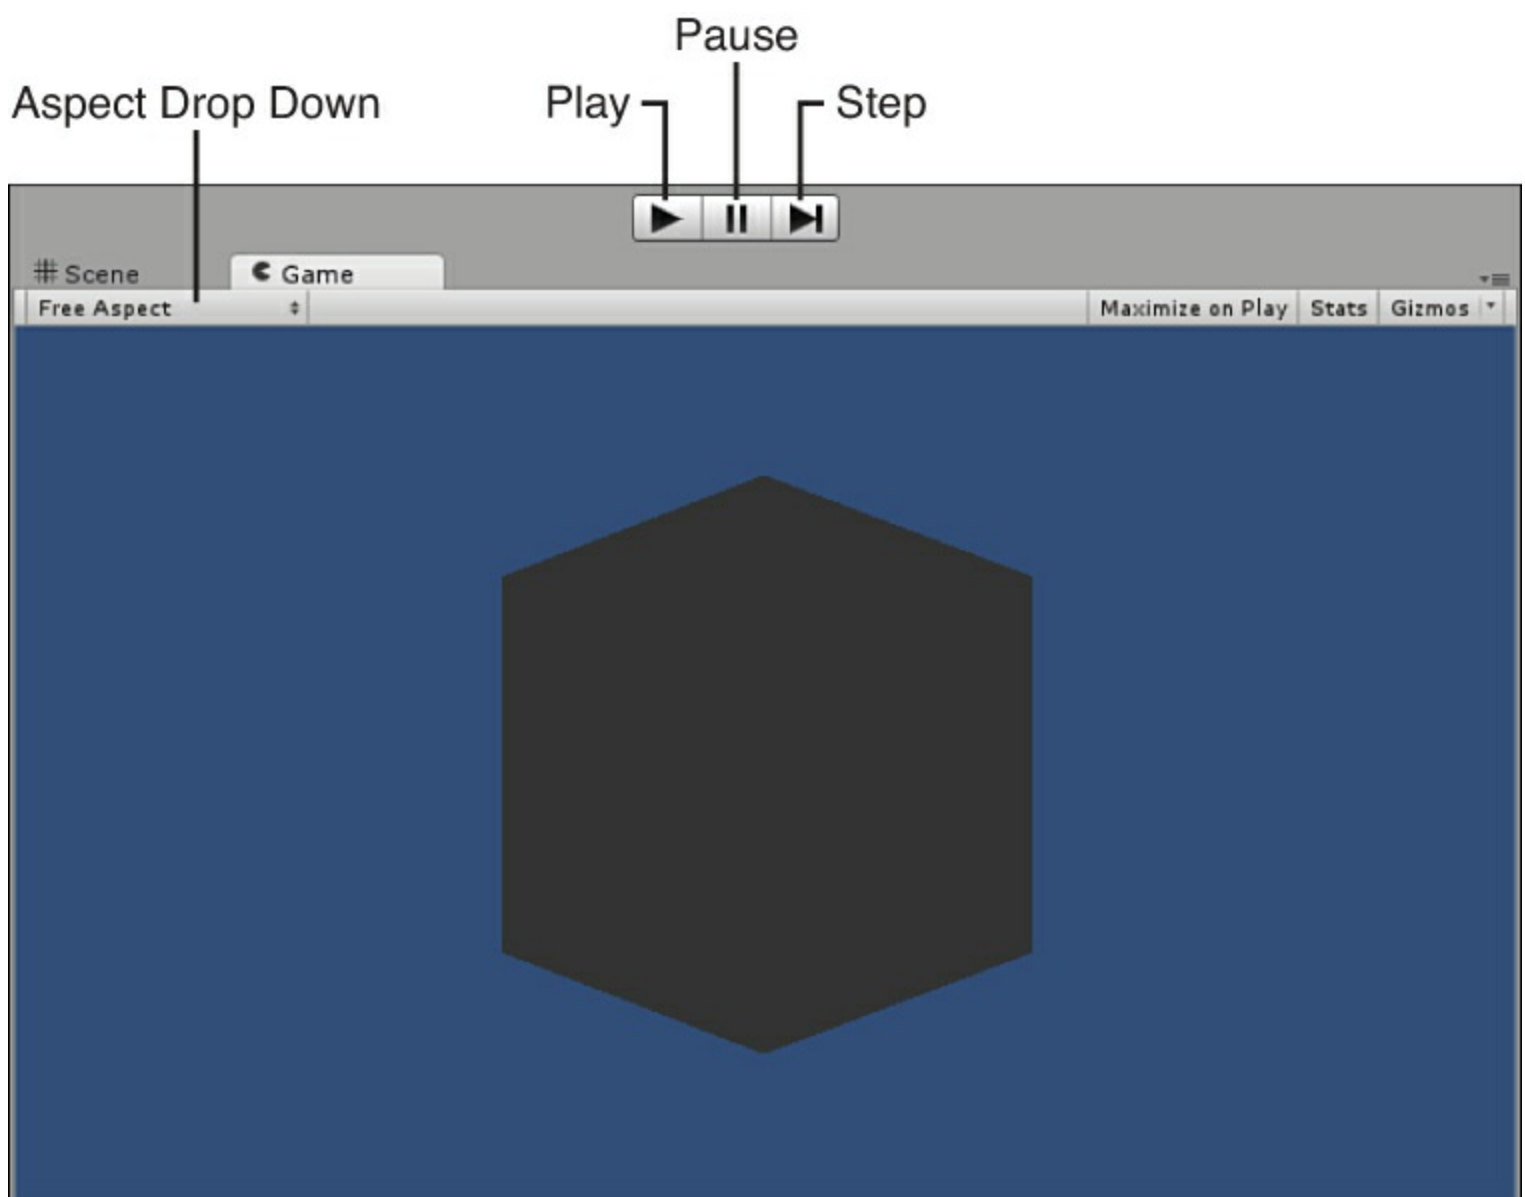 Pause
Aspect Drop Down Play Step
Scene Game
Free Aspect Maximize on Play Stats Gizmos